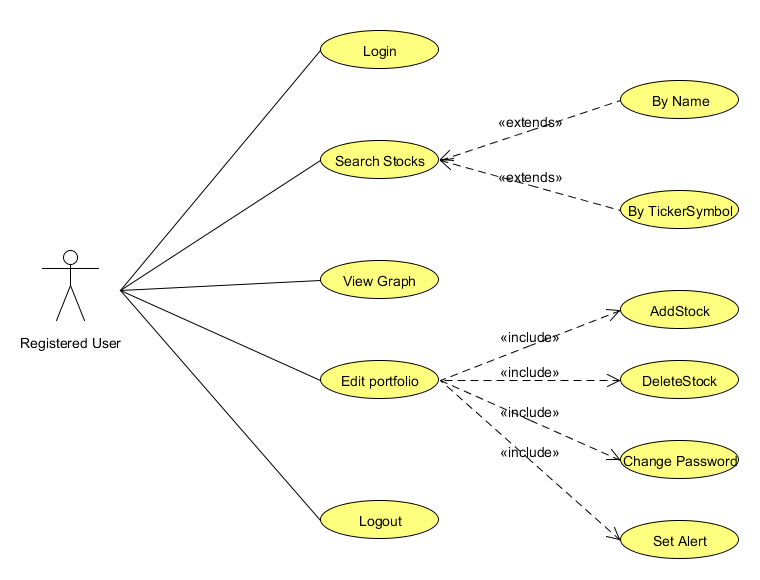 Login
By Name
«extends»
Search Stocks
«extends»
By TickerSymbol
View Graph
Registered User
AddStock
«include»
Edit portfolio
«include»
DeleteStock
«include»
«include»
Change Password
Logout
Set Alert